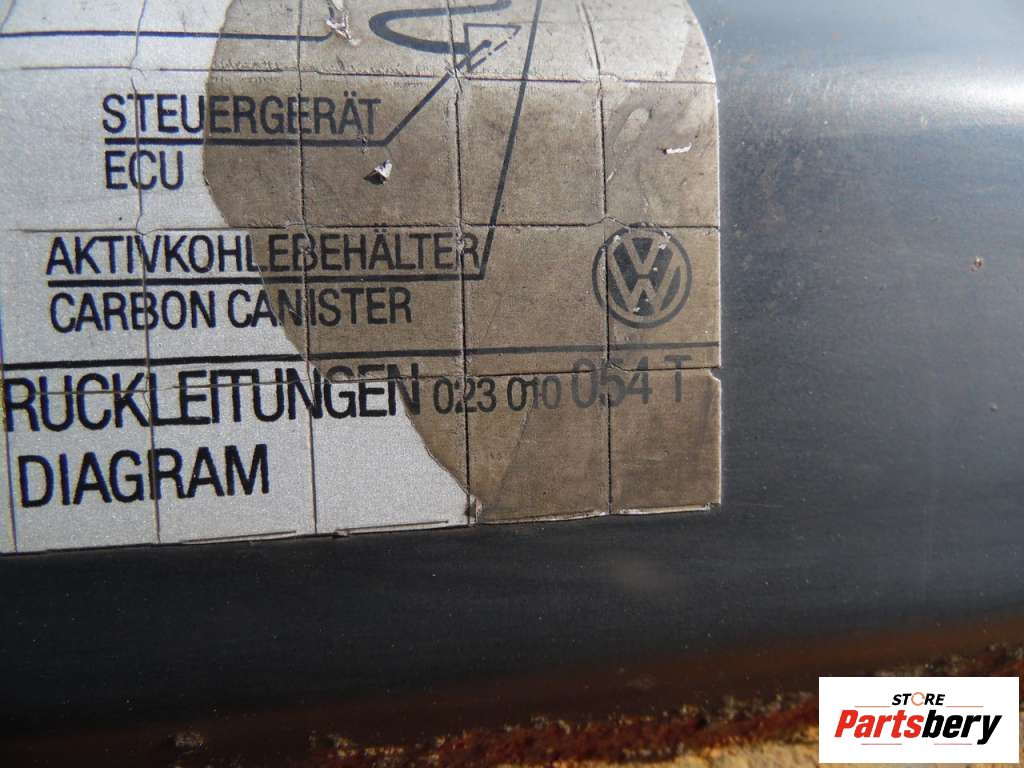 STEUERGERÄT
ECU
AKTIVKOHLEBEHÄLTER
CARBON CANISTER
RUCKLEITUNGEN 023 010 054 T
DIAGRAM
STORE
Partsbery